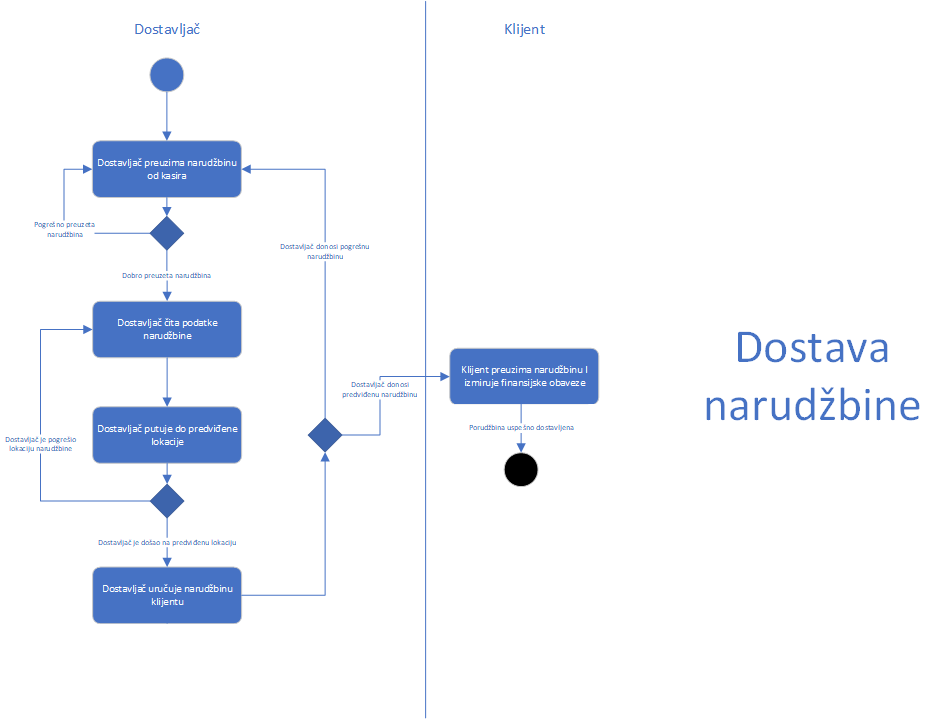 Dostavljač
Klijent
Dostavljač preuzima narudžbinu
od kasira
Pogrešno preuzeta
narudžbina
Dobro preuzeta narudžbina
Dostavljač donosi pogrešnu
narudžbinu
Dostavljač čita podatke
narudžbine
Dostavljač putuje do predviđene
lokacije
Dostavljač je pogrešio
lokaciju narudžbine
Dostavljač je došao na predviđenu lokaciju
Dostavljač uručuje narudžbinu
klijentu
Dostavljač donosi
predviđenu narudžbinu
Klijent preuzima narudžbinu I
izmiruje finansijske obaveze
Porudžbina uspešno dostavljena
Dostava
narudžbine